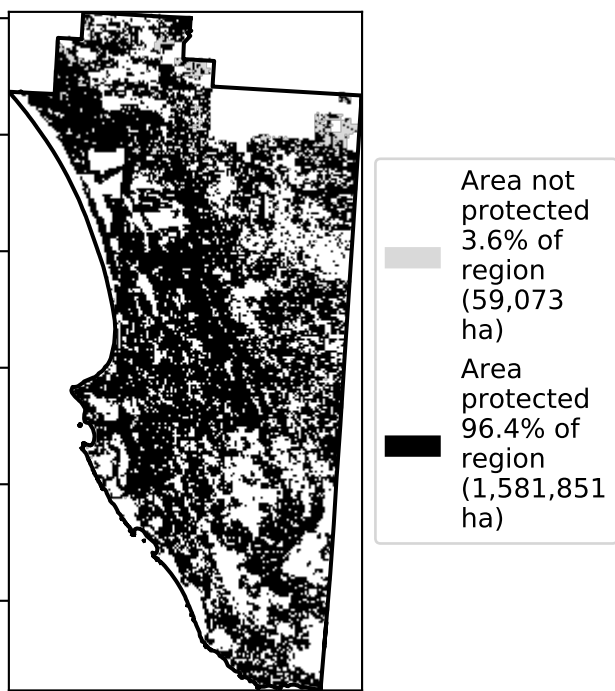 Area not
protected
3.6% of
region
(59,073
ha)
Area
protected
96.4% of
region
(1,581,851
ha)